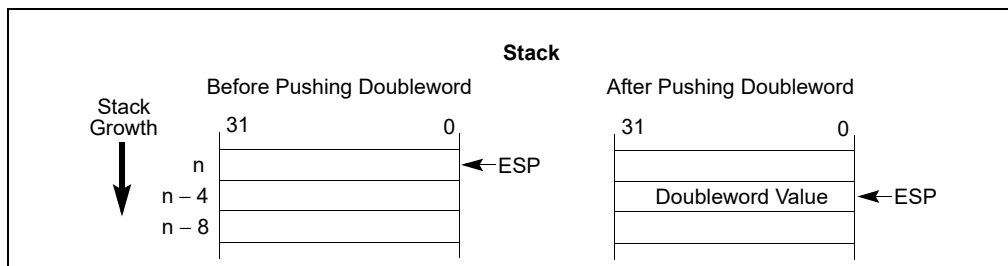 Stack
Before Pushing Doubleword
After Pushing Doubleword
Stack
Growth
31
0
31
0
n
ESP
n – 4
Doubleword Value
ESP
n – 8